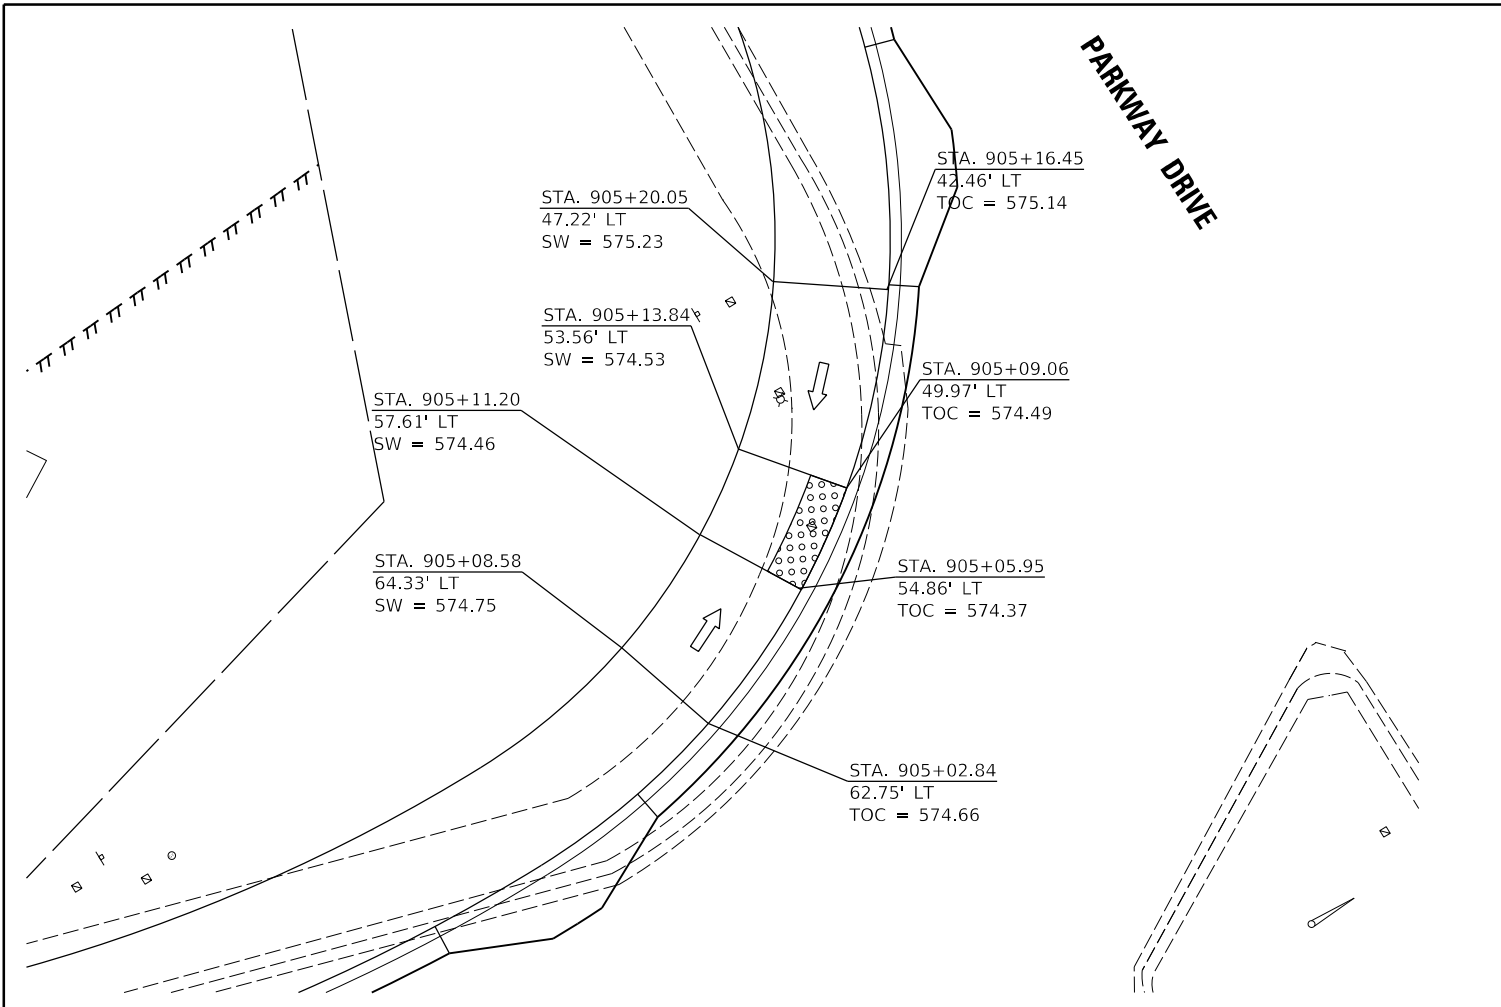 PARKWAY DRIVE
STA. 905+16.45
42.46' LT
TOC = 575.14
STA. 905+20.05
47.22' LT
SW = 575.23
STA. 905+13.84
53.56' LT
SW = 574.53
STA. 905+09.06
49.97' LT
TOC = 574.49
STA. 905+11.20
57.61' LT
SW = 574.46
STA. 905+08.58
64.33' LT
SW = 574.75
STA. 905+05.95
54.86' LT
TOC = 574.37
STA. 905+02.84
62.75' LT
TOC = 574.66